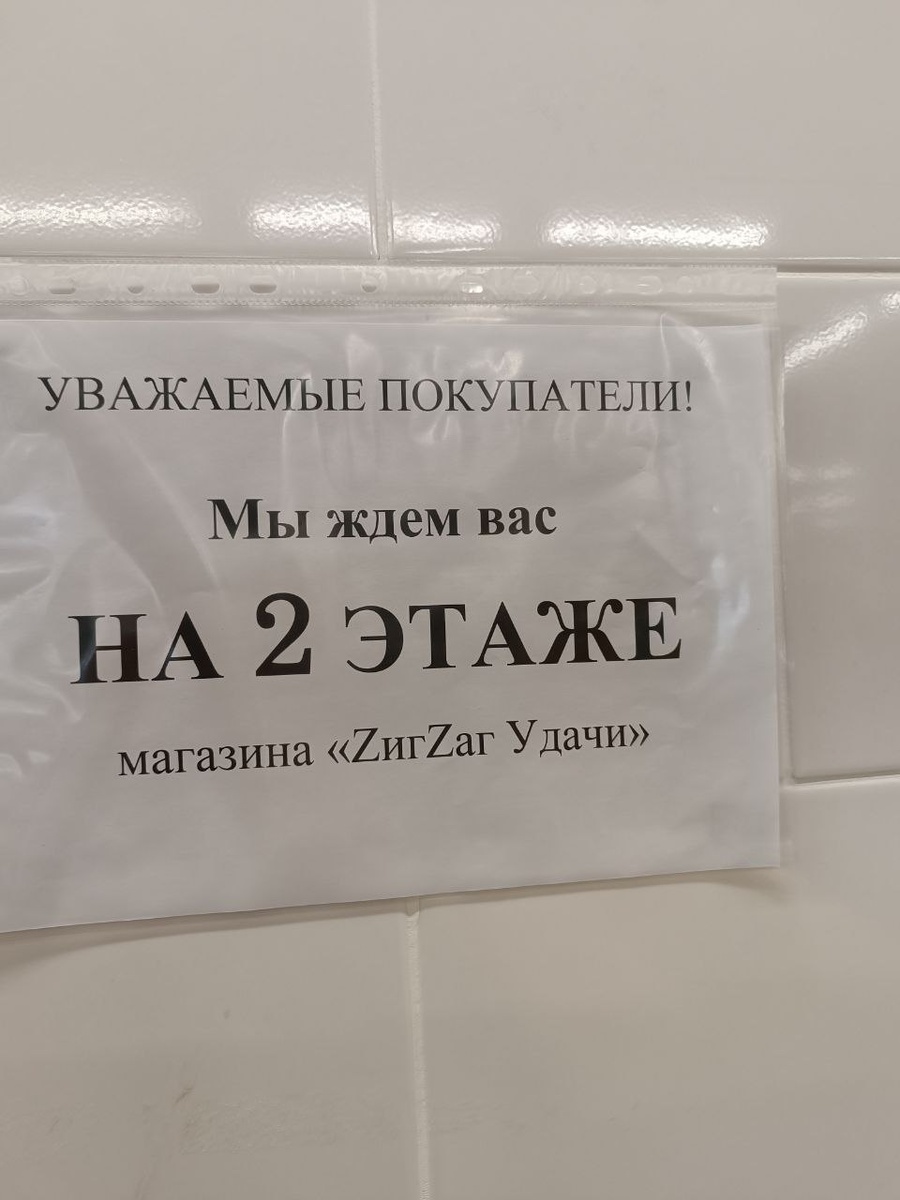 УВАЖАЕМЫЕ ПОКУПАТЕЛИ!
Мы ждем вас
НА 2 ЭТАЖЕ
магазина «ZигZаг Удачи»